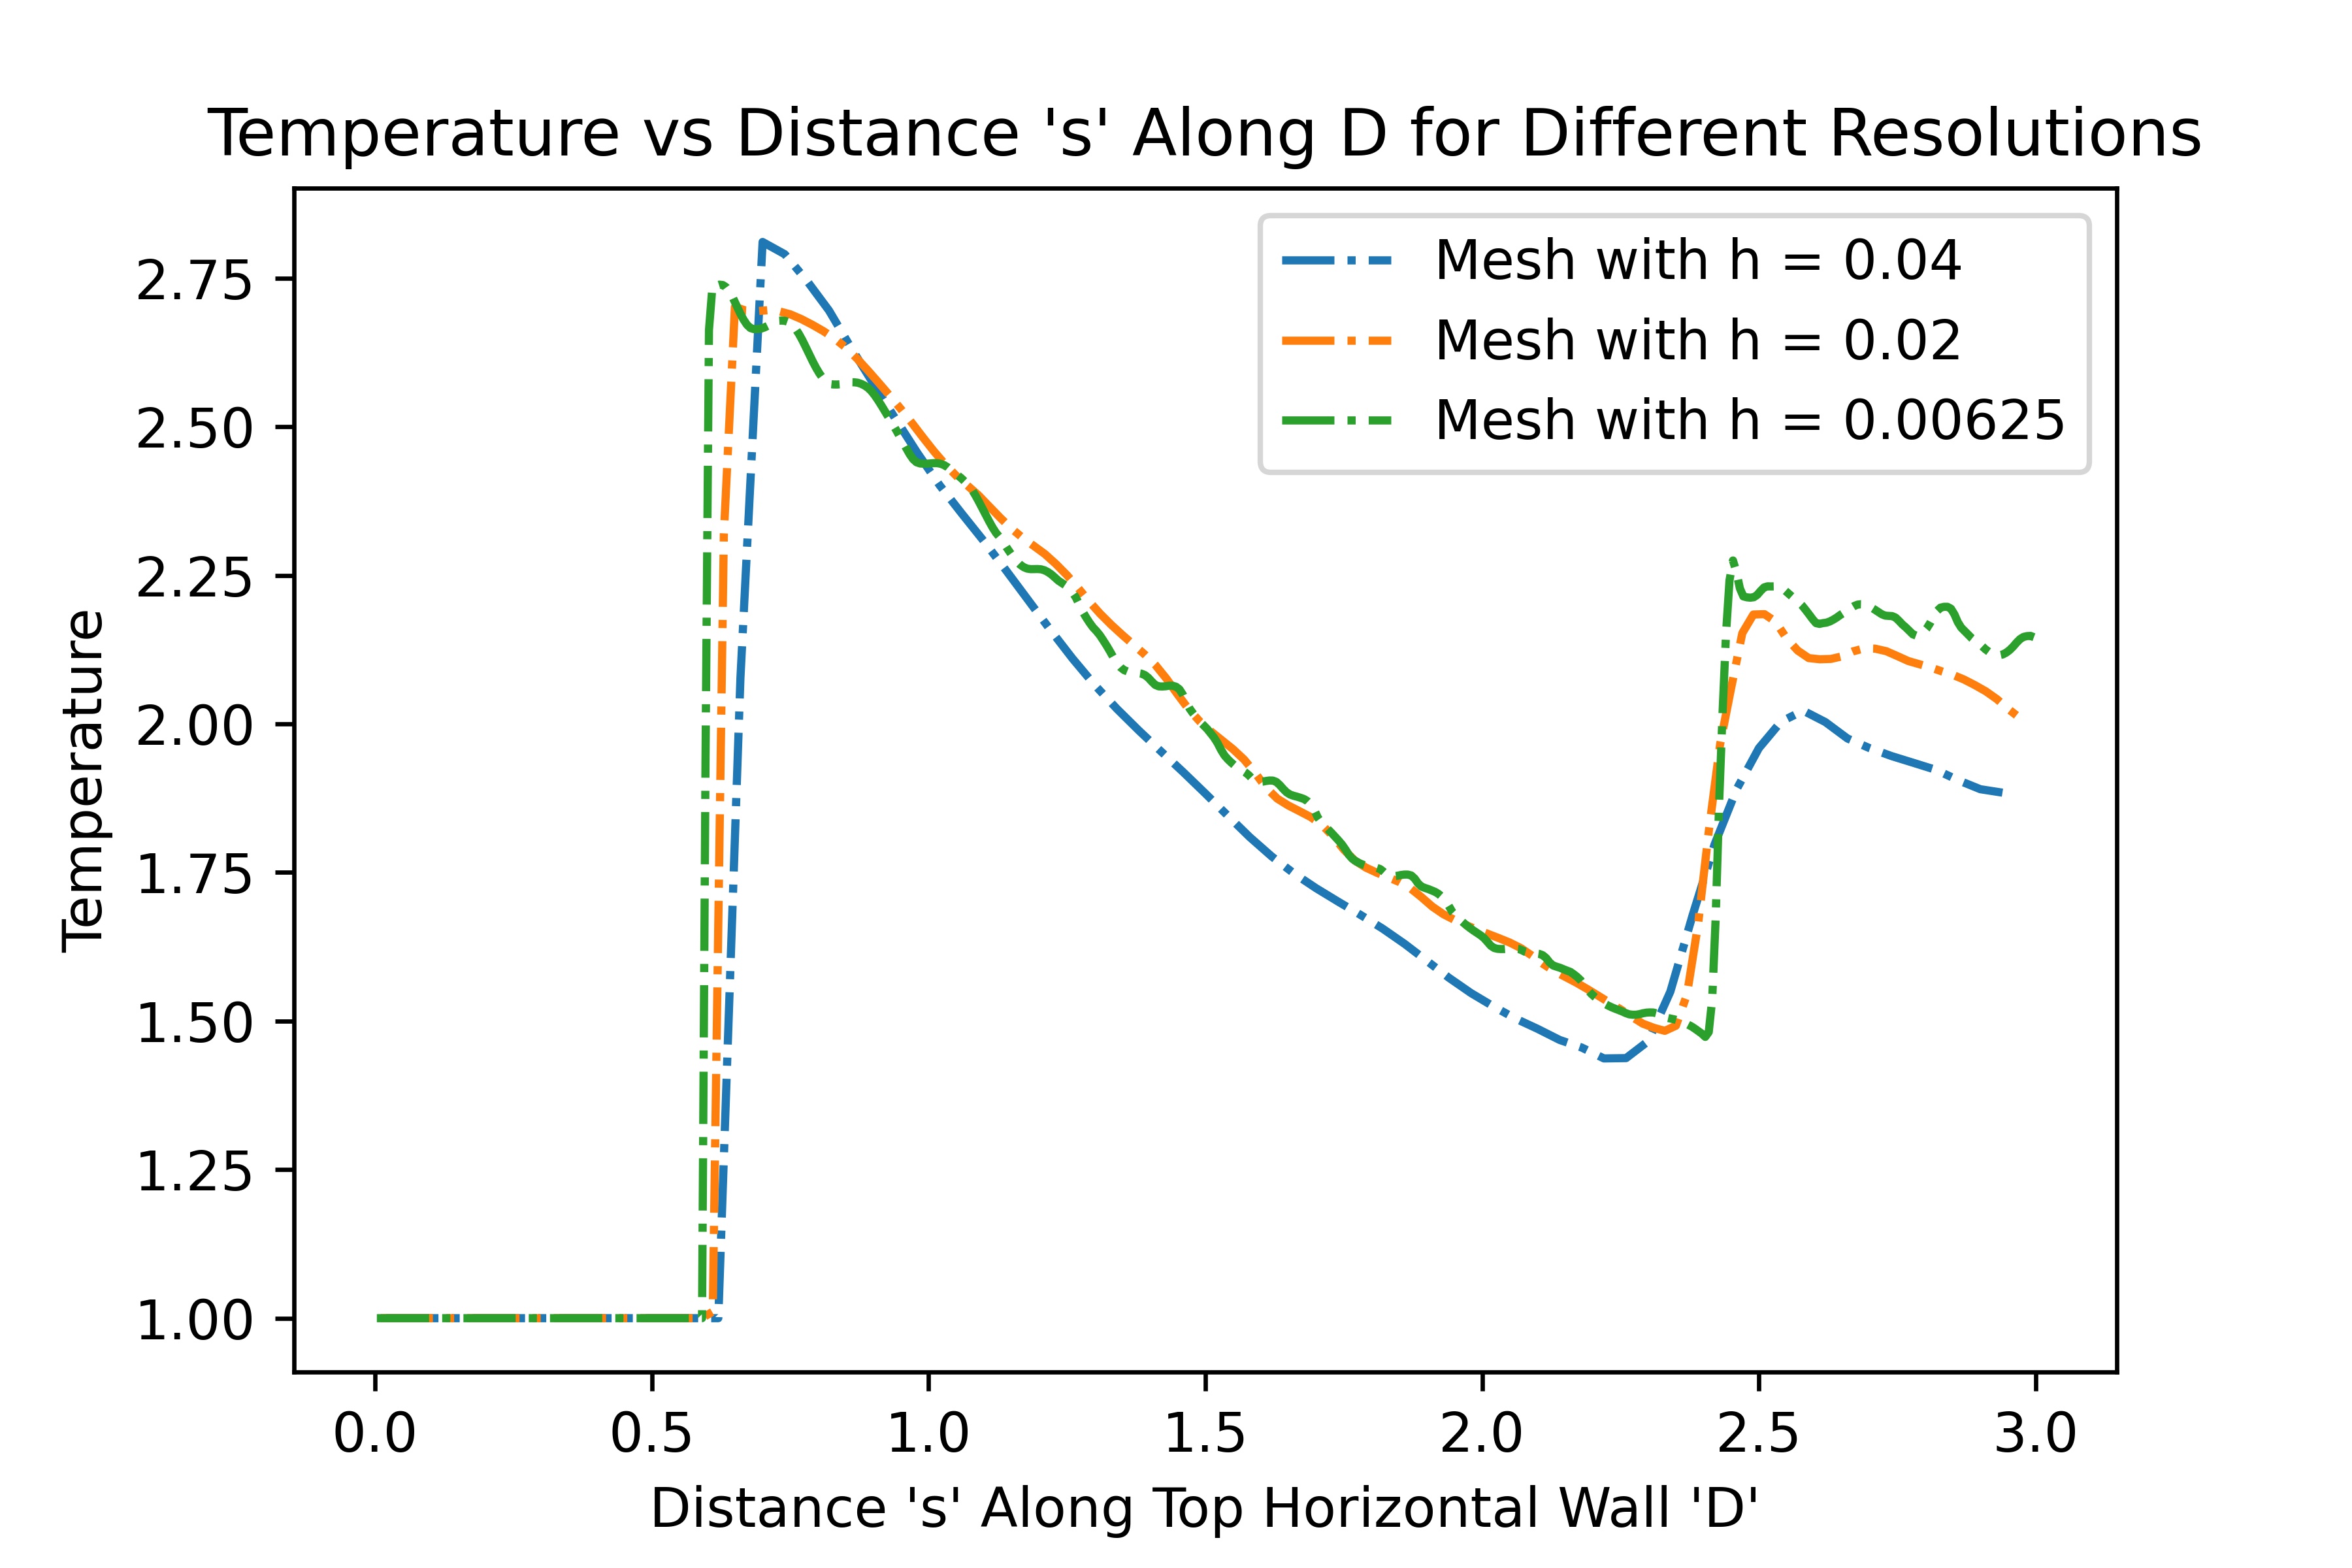 Temperature vs Distance 's' Along D for Different Resolutions
Mesh with h = 0.04
Mesh with h = 0.02
Mesh with h = 0.00625
Temperature
2.75
2.50
2.25
2.00
1.75
1.50
1.25
1.00
0.0 0.5 1.0 1.5 2.0 2.5 3.0
Distance 's' Along Top Horizontal Wall 'D'